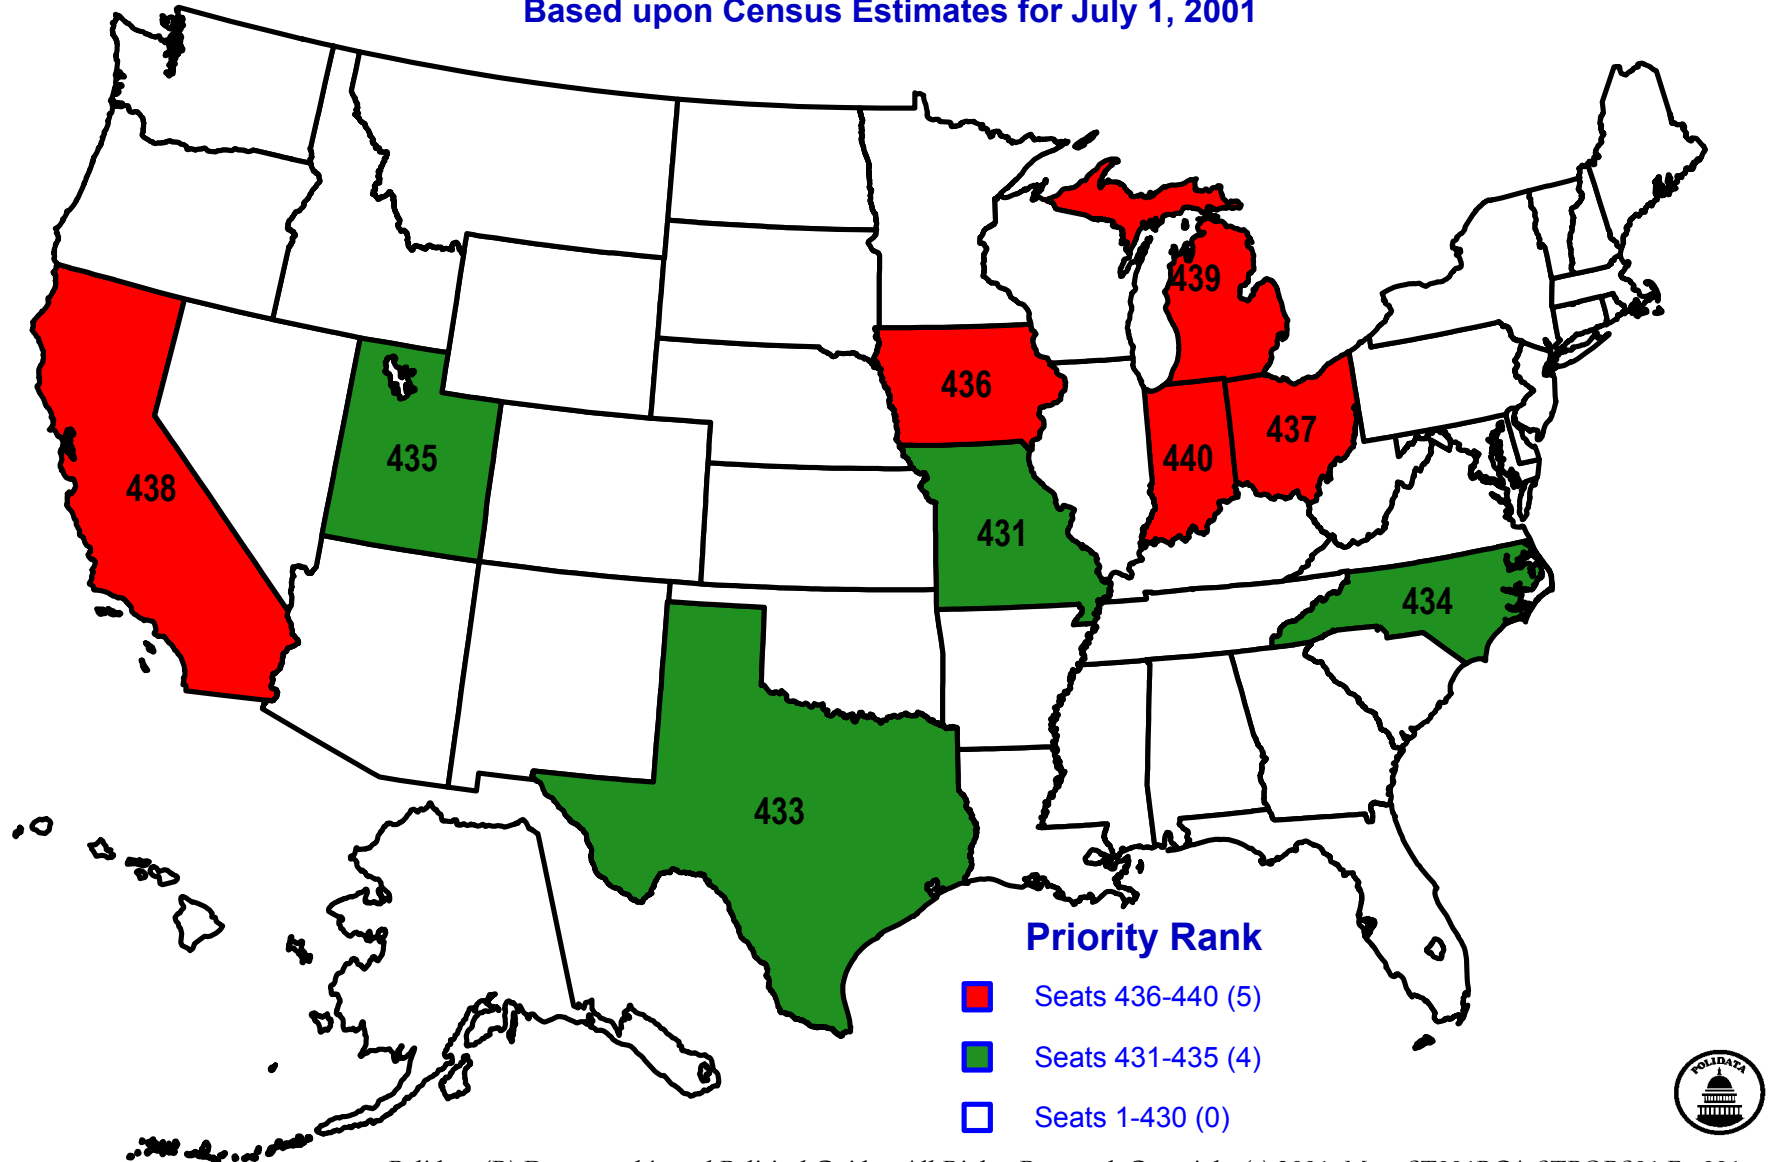 Based upon Census Estimates for July 1, 2001
439
436
437
435
440
438
431
434
433
Priority Rank
Seats 436-440 (5)
Seats 431-435 (4)
Seats 1-430 (0)
POLIDATA